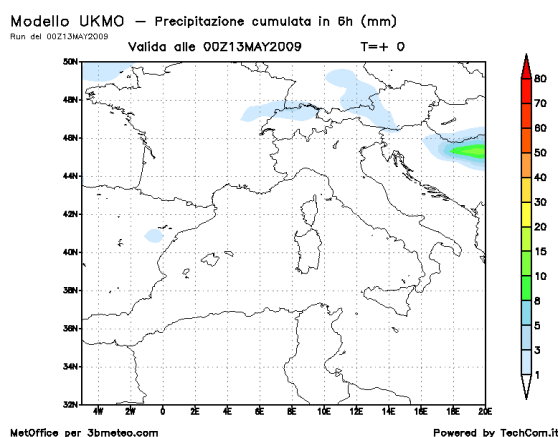 Modello UKMO — Precipitazione cumulata in 6h (mm)
Run del 00Z13MAY2009
Valida alle 00Z13MAY2009 T=+ 0
50N
48N
46N
44N
42N
40N
38N
36N
34N
32N
4W 2W 0 2E 4E 6E 8E 10E 12E 14E 16E 18E 20E
80
70
60
50
40
30
20
15
10
8
5
3
1
MetOffice per 3bmeteo.com Powered by TechCom.it